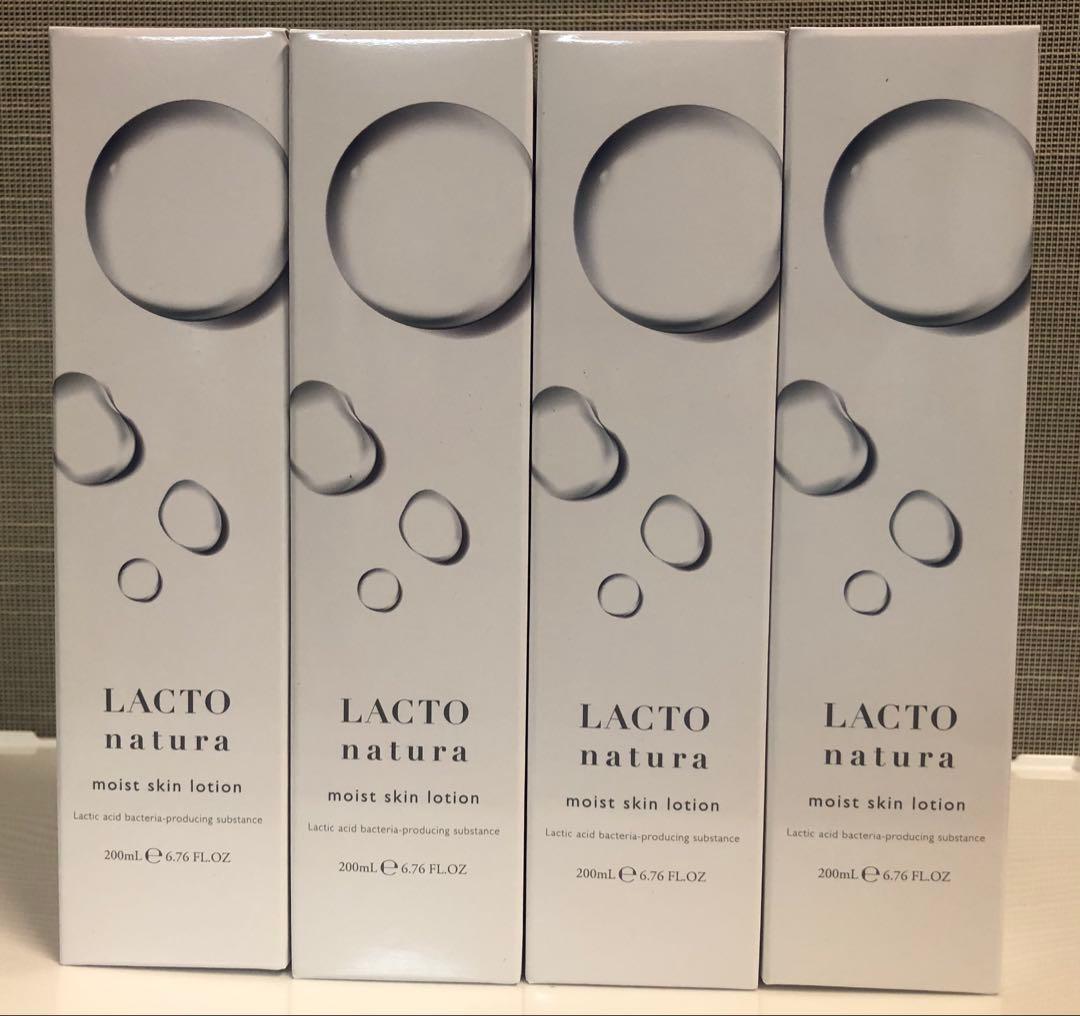 LACTO
natura
moist skin lotion
Lactic acid bacteria-producing substance
200mL ℮ 6.76 FL.OZ
LACTO
natura
moist skin lotion
Lactic acid bacteria-producing substance
200mL ℮ 6.76 FL.OZ
LACTO
natura
moist skin lotion
Lactic acid bacteria-producing substance
200mL ℮ 6.76 FL.OZ
LACTO
natura
moist skin lotion
Lactic acid bacteria-producing substance
200mL ℮ 6.76 FL.OZ